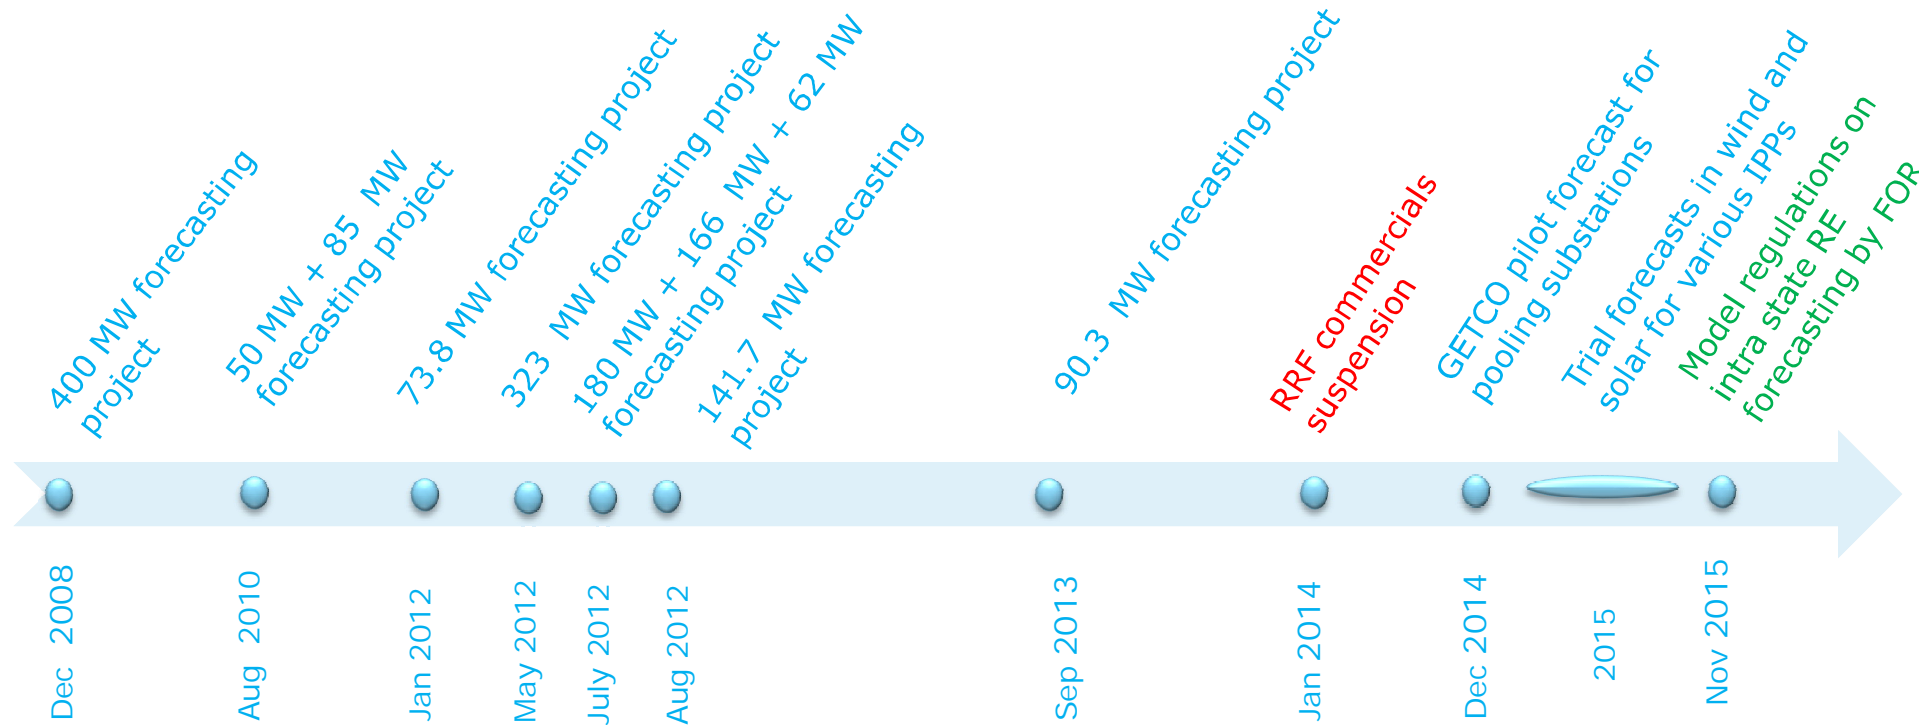 400 MW forecasting
project
50 MW + 85 MW
forecasting project
73.8 MW forecasting project
323 MW forecasting project
180 MW + 166 MW + 62 MW
forecasting project
141.7 MW forecasting
project
90.3 MW forecasting project
RRF commercials
suspension
GETCO pilot forecast for
pooling substations
Trial forecasts in wind and
solar for various IPPs
Model regulations on
intra state RE
forecasting by FOR
Dec 2008
Aug 2010
Jan 2012
May 2012
July 2012
Aug 2012
Sep 2013
Jan 2014
Dec 2014
2015
Nov 2015